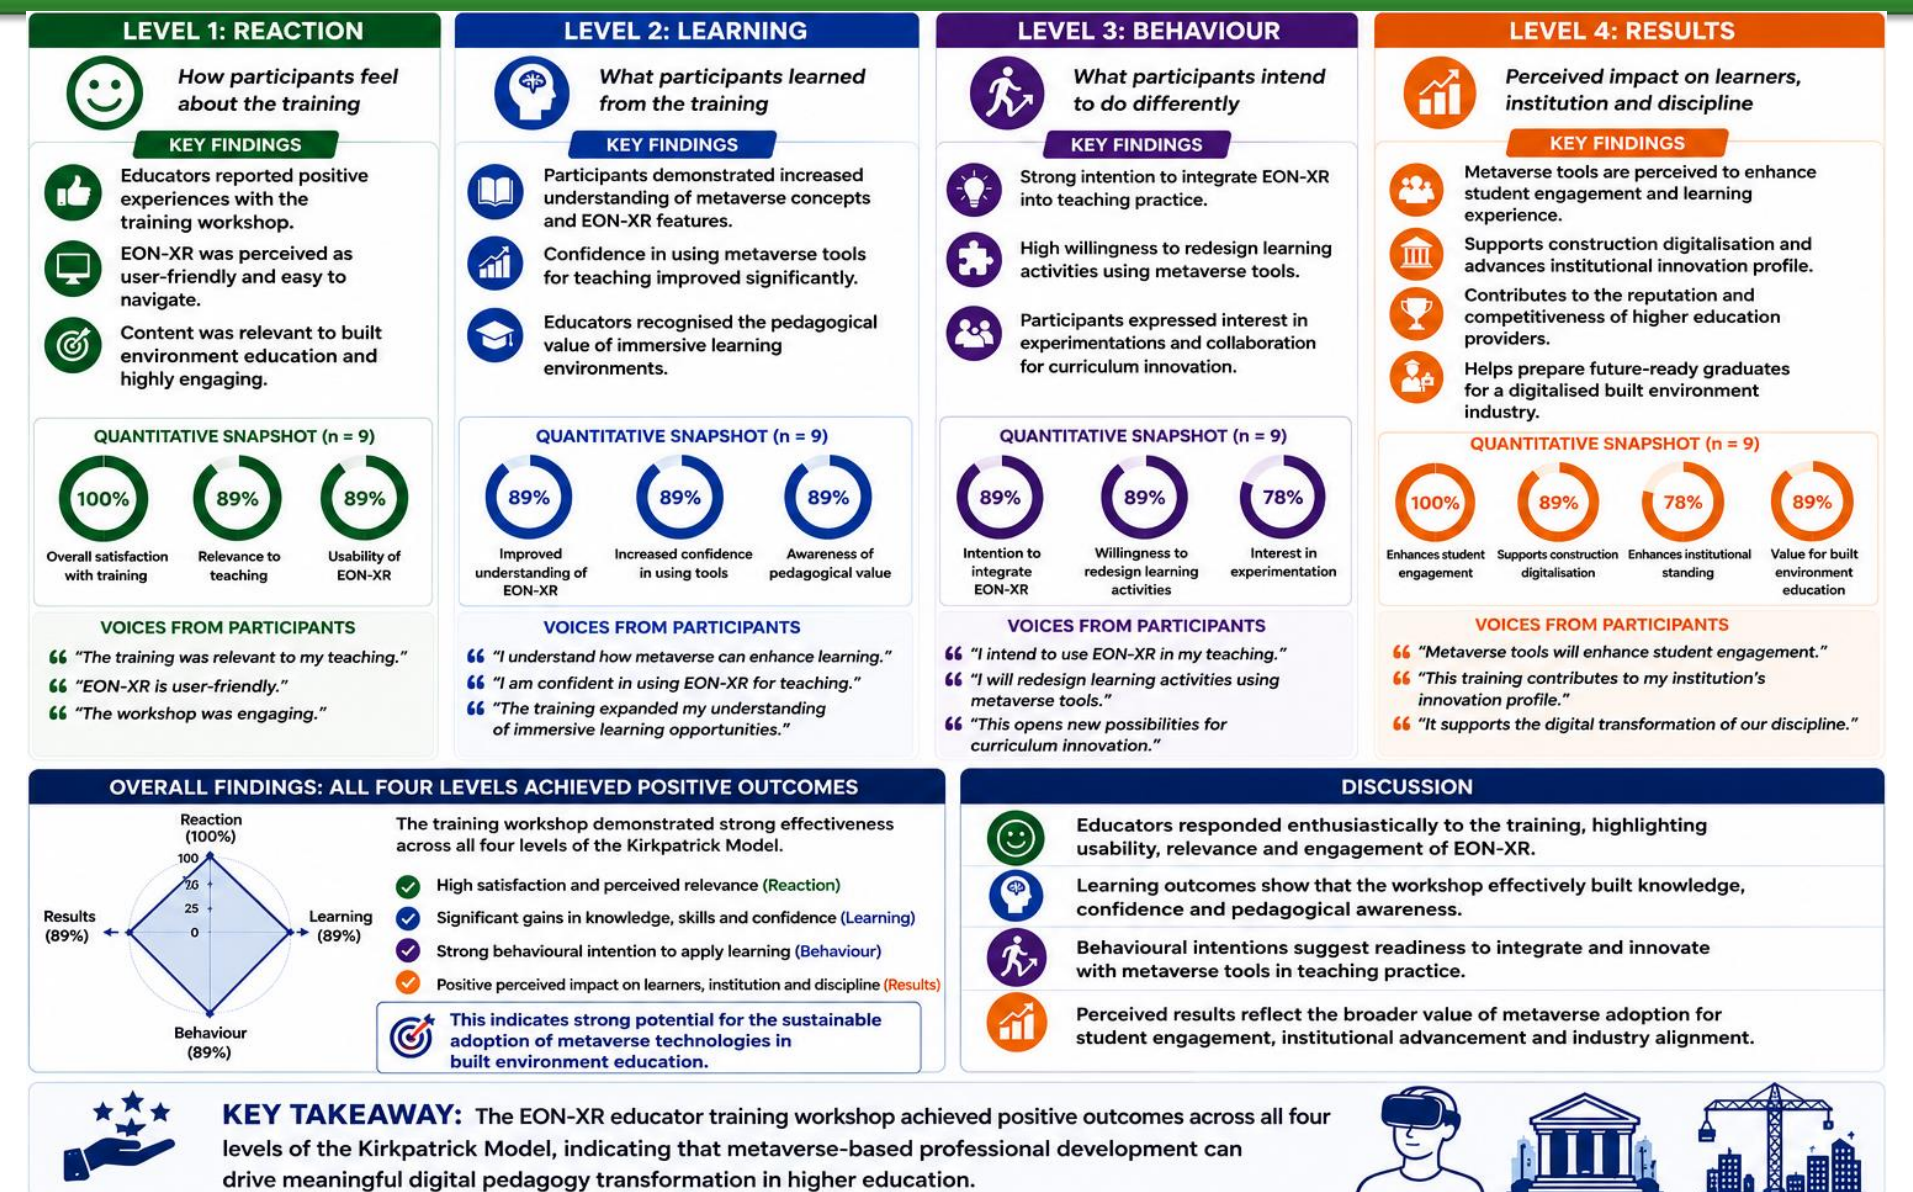 LEVEL 1: REACTION
How participants feel
about the training
KEY FINDINGS
Educators reported positive
experiences with the
training workshop.
EON-XR was perceived as
user-friendly and easy to
navigate.
Content was relevant to built
environment education and
highly engaging.
QUANTITATIVE SNAPSHOT (n = 9)
100%
89%
89%
Overall satisfaction
with training
Relevance to
teaching
Usability of
EON-XR
VOICES FROM PARTICIPANTS
“The training was relevant to my teaching.”
“EON-XR is user-friendly.”
“The workshop was engaging.”
LEVEL 2: LEARNING
What participants learned
from the training
KEY FINDINGS
Participants demonstrated increased
understanding of metaverse concepts
and EON-XR features.
Confidence in using metaverse tools
for teaching improved significantly.
Educators recognised the pedagogical
value of immersive learning
environments.
QUANTITATIVE SNAPSHOT (n = 9)
89%
89%
89%
Improved
understanding of
EON-XR
Increased confidence
in using tools
Awareness of
pedagogical value
VOICES FROM PARTICIPANTS
“I understand how metaverse can enhance learning.”
“I am confident in using EON-XR for teaching.”
“The training expanded my understanding
of immersive learning opportunities.”
LEVEL 3: BEHAVIOUR
What participants intend
to do differently
KEY FINDINGS
Strong intention to integrate EON-XR
into teaching practice.
High willingness to redesign learning
activities using metaverse tools.
Participants expressed interest in
experimentations and collaboration
for curriculum innovation.
QUANTITATIVE SNAPSHOT (n = 9)
89%
89%
78%
Intention to
integrate
EON-XR
Willingness to
redesign learning
activities
Interest in
experimentation
VOICES FROM PARTICIPANTS
“I intend to use EON-XR in my teaching.”
“I will redesign learning activities using
metaverse tools.”
“This opens new possibilities for
curriculum innovation.”
LEVEL 4: RESULTS
Perceived impact on learners,
institution and discipline
KEY FINDINGS
Metaverse tools are perceived to enhance
student engagement and learning
experience.
Supports construction digitalisation and
advances institutional innovation profile.
Contributes to the reputation and
competitiveness of higher education
providers.
Helps prepare future-ready graduates
for a digitalised built environment
industry.
QUANTITATIVE SNAPSHOT (n = 9)
100%
89%
78%
89%
Enhances student
engagement
Supports construction
digitalisation
Enhances institutional
standing
Value for built
environment
education
VOICES FROM PARTICIPANTS
“Metaverse tools will enhance student engagement.”
“This training contributes to my institution’s
innovation profile.”
“It supports the digital transformation of our discipline.”
OVERALL FINDINGS: ALL FOUR LEVELS ACHIEVED POSITIVE OUTCOMES
Reaction
(100%)
100
25
0
Results
(89%)
Learning
(89%)
Behaviour
(89%)
The training workshop demonstrated strong effectiveness
across all four levels of the Kirkpatrick Model.
High satisfaction and perceived relevance (Reaction)
Significant gains in knowledge, skills and confidence (Learning)
Strong behavioural intention to apply learning (Behaviour)
Positive perceived impact on learners, institution and discipline (Results)
This indicates strong potential for the sustainable
adoption of metaverse technologies in
built environment education.
DISCUSSION
Educators responded enthusiastically to the training, highlighting
usability, relevance and engagement of EON-XR.
Learning outcomes show that the workshop effectively built knowledge,
confidence and pedagogical awareness.
Behavioural intentions suggest readiness to integrate and innovate
with metaverse tools in teaching practice.
Perceived results reflect the broader value of metaverse adoption for
student engagement, institutional advancement and industry alignment.
KEY TAKEAWAY: The EON-XR educator training workshop achieved positive outcomes across all four
levels of the Kirkpatrick Model, indicating that metaverse-based professional development can
drive meaningful digital pedagogy transformation in higher education.